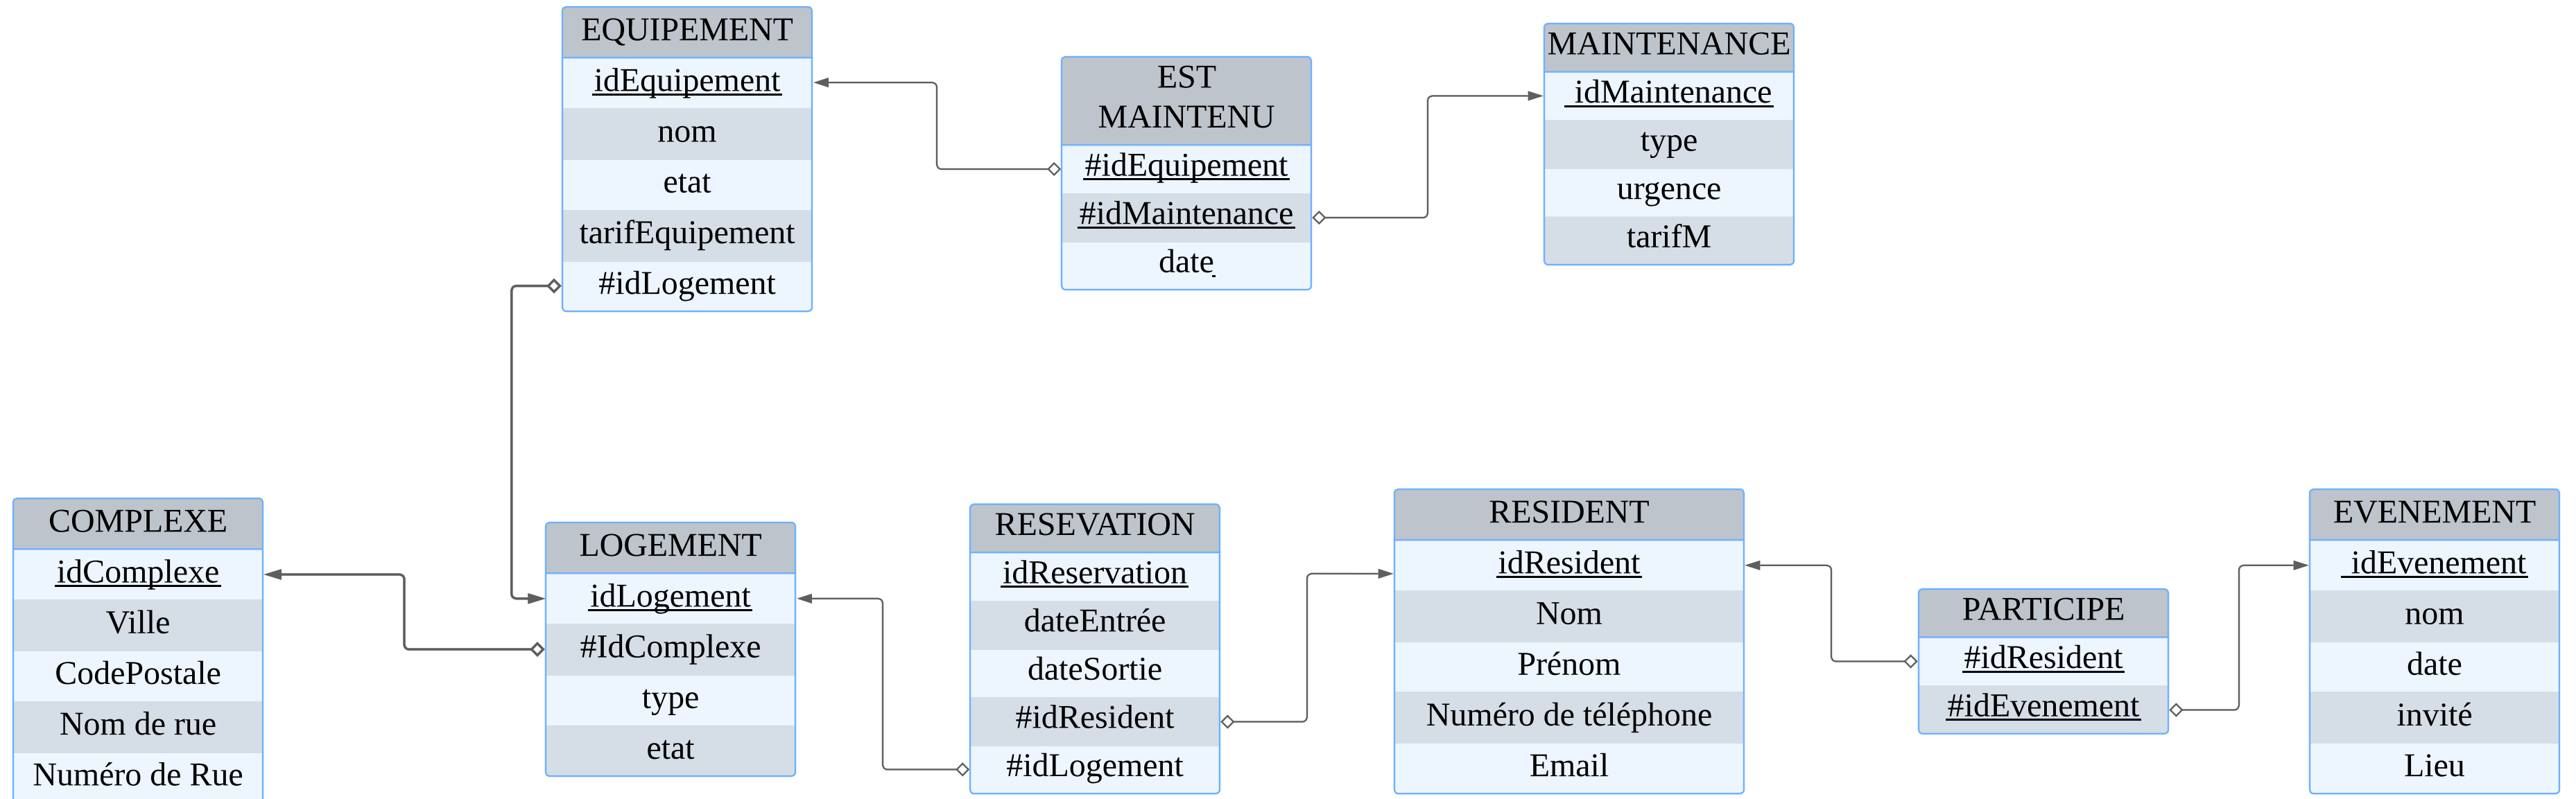 EQUIPEMENT
idEquipement
nom
etat
tarifEquipement
#idLogement
EST
MAINTENU
#idEquipement
#idMaintenance
date
MAINTENANCE
idMaintenance
type
urgence
tarifM
COMPLEXE
idComplexe
Ville
CodePostale
Nom de rue
Numéro de Rue
LOGEMENT
idLogement
#IdComplexe
type
etat
RESEVATION
idReservation
dateEntrée
dateSortie
#idResident
#idLogement
RESIDENT
idResident
Nom
Prénom
Numéro de téléphone
Email
PARTICIPE
#idResident
#idEvenement
EVENEMENT
idEvenement
nom
date
invité
Lieu